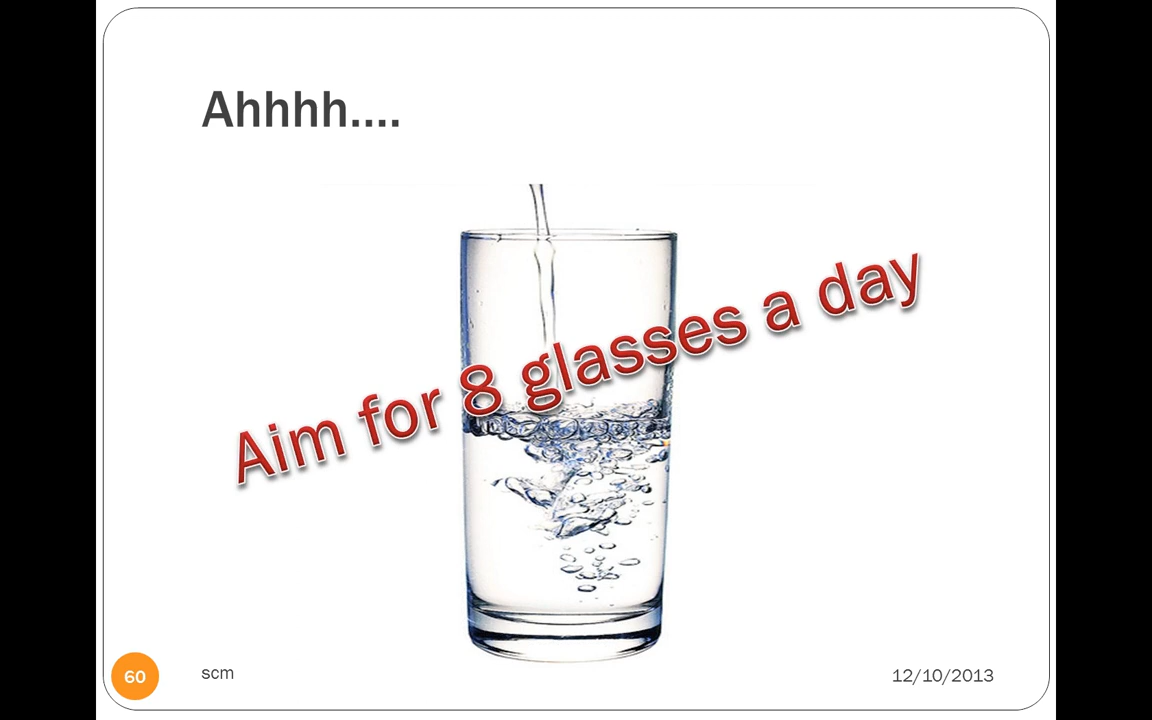 Ahhhh....
Aim for 8 glasses a day
60
scm
12/10/2013